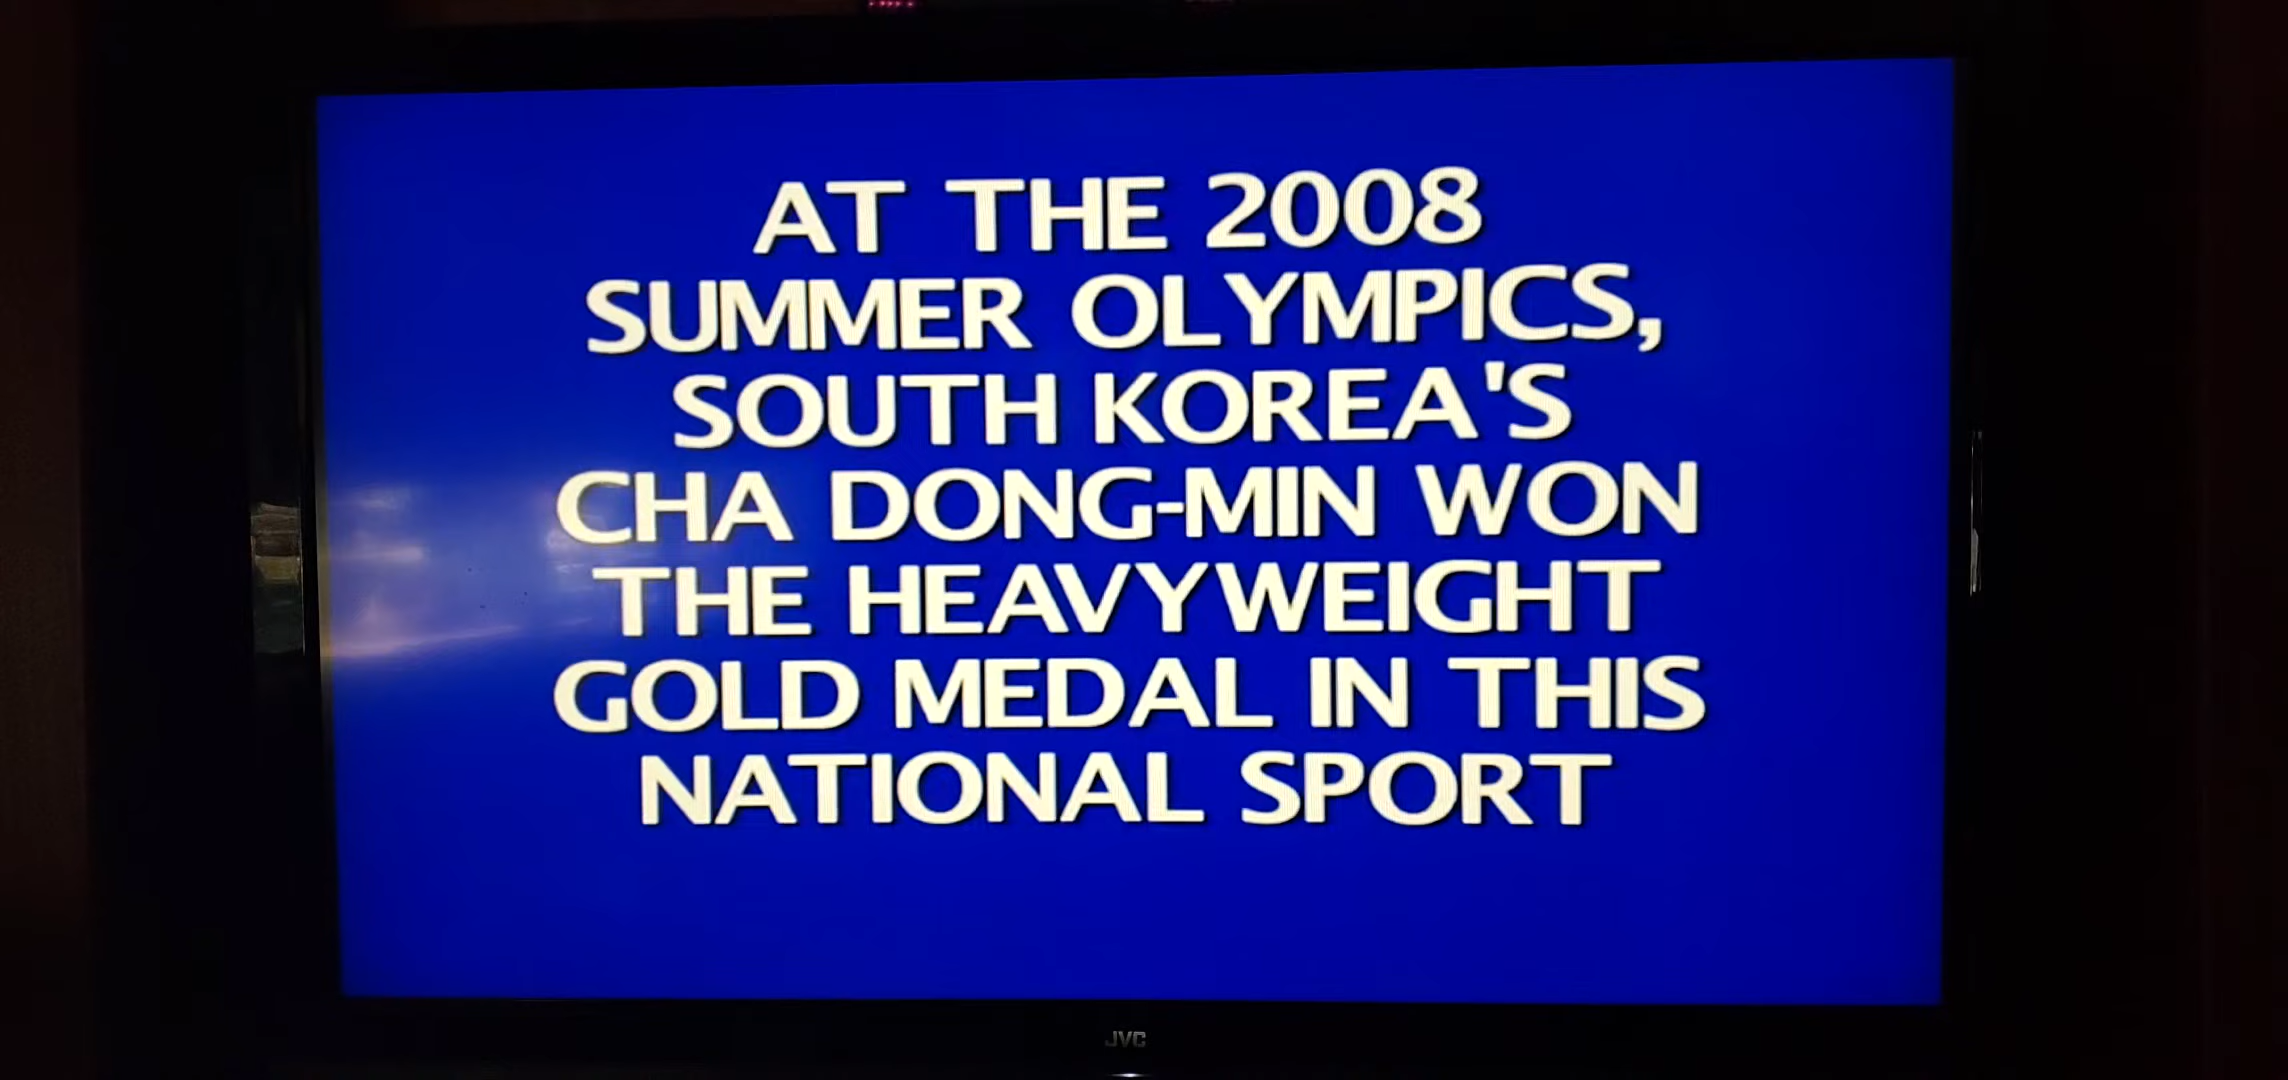 AT THE 2008
SUMMER OLYMPICS,
SOUTH KOREA'S
CHA DONG-MIN WON
THE HEAVYWEIGHT
GOLD MEDAL IN THIS
NATIONAL SPORT
JVC